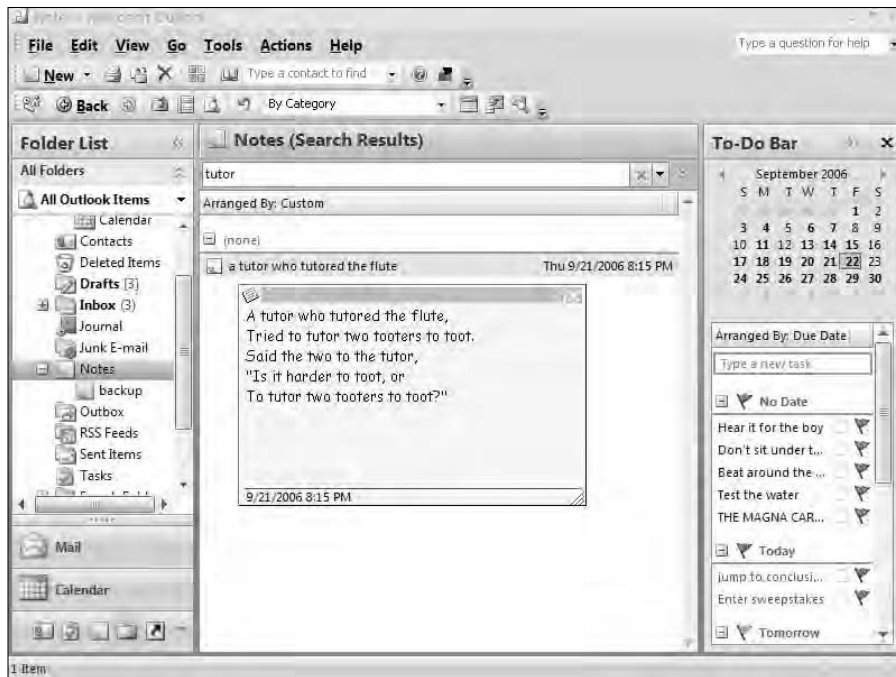 File Edit View Go Tools Actions Help
Type a question for help
New
Type a contact to find
Back
By Category
Folder List
All Folders
All Outlook Items
Calendar
Contacts
Deleted Items
Drafts [3]
Inbox (3)
Journal
Junk E-mail
Notes
backup
Outbox
RSS Feeds
Sent Items
Tasks
Mail
Calendar
Notes (Search Results)
tutor
Arranged By: Custom
(none)
a tutor who tutored the flute Thu 9/21/2006 8:15 PM
A tutor who tutored the flute,
Tried to tutor two tooters to toot.
Said the two to the tutor,
"Is it harder to toot, or
To tutor two tooters to toot?"
9/21/2006 8:15 PM
To-Do Bar
September 2006
S M T W T F S
1 2
3 4 5 6 7 8 9
10 11 12 13 14 15 16
17 18 19 20 21 22 23
24 25 26 27 28 29 30
Arranged By: Due Date
Type a new task
No Date
Hear it for the boy
Don't sit under t...
Beat around the ...
Test the water
THE MAGNA CAR...
Today
jump to conclusi...
Enter sweepstakes
Tomorrow
1 Item